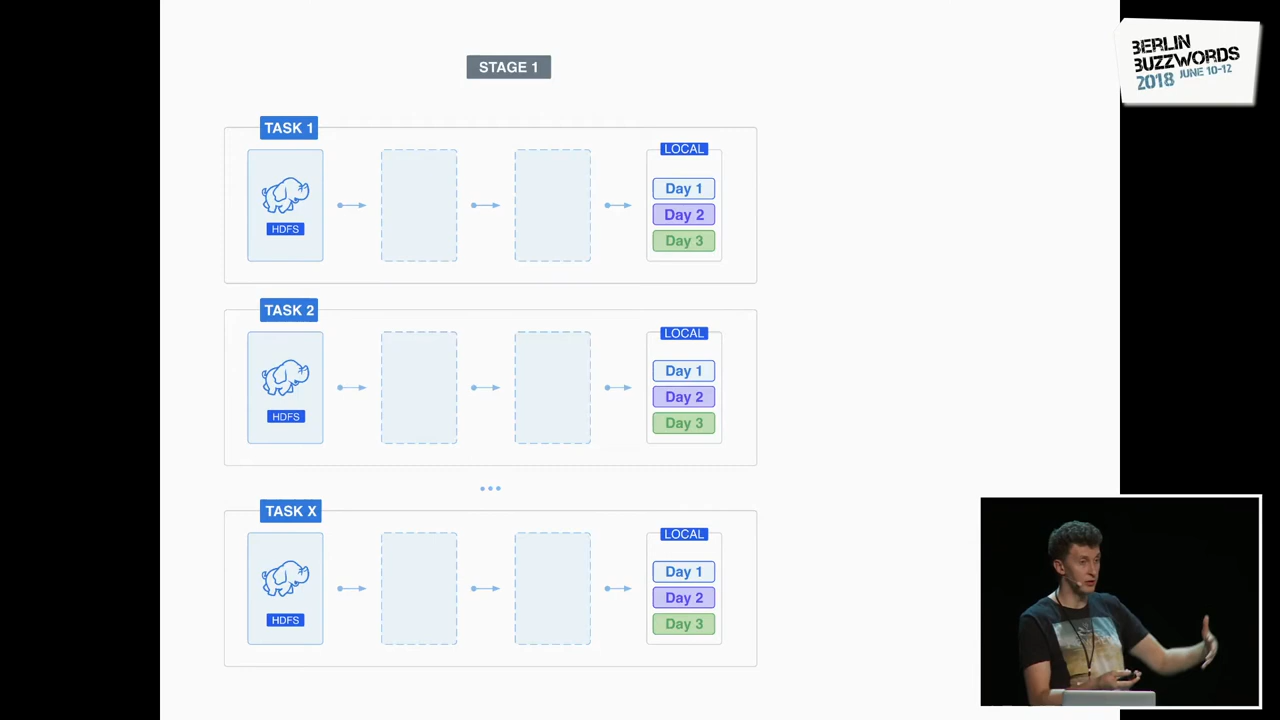 STAGE 1
BERLIN
BUZZWORDS
2018 JUNE 10-12
TASK 1
LOCAL
HDFS
Day 1
Day 2
Day 3
TASK 2
LOCAL
HDFS
Day 1
Day 2
Day 3
...
TASK X
LOCAL
HDFS
Day 1
Day 2
Day 3